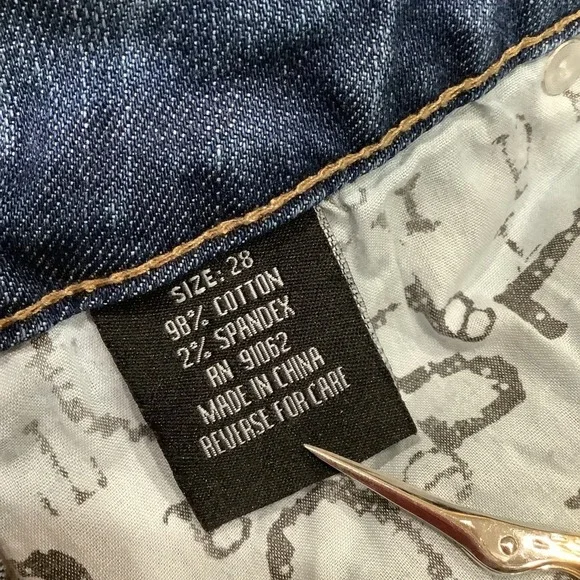 SIZE: 28
98% COTTON
2% SPANDEX
RN 91062
MADE IN CHINA
REVERSE FOR CARE